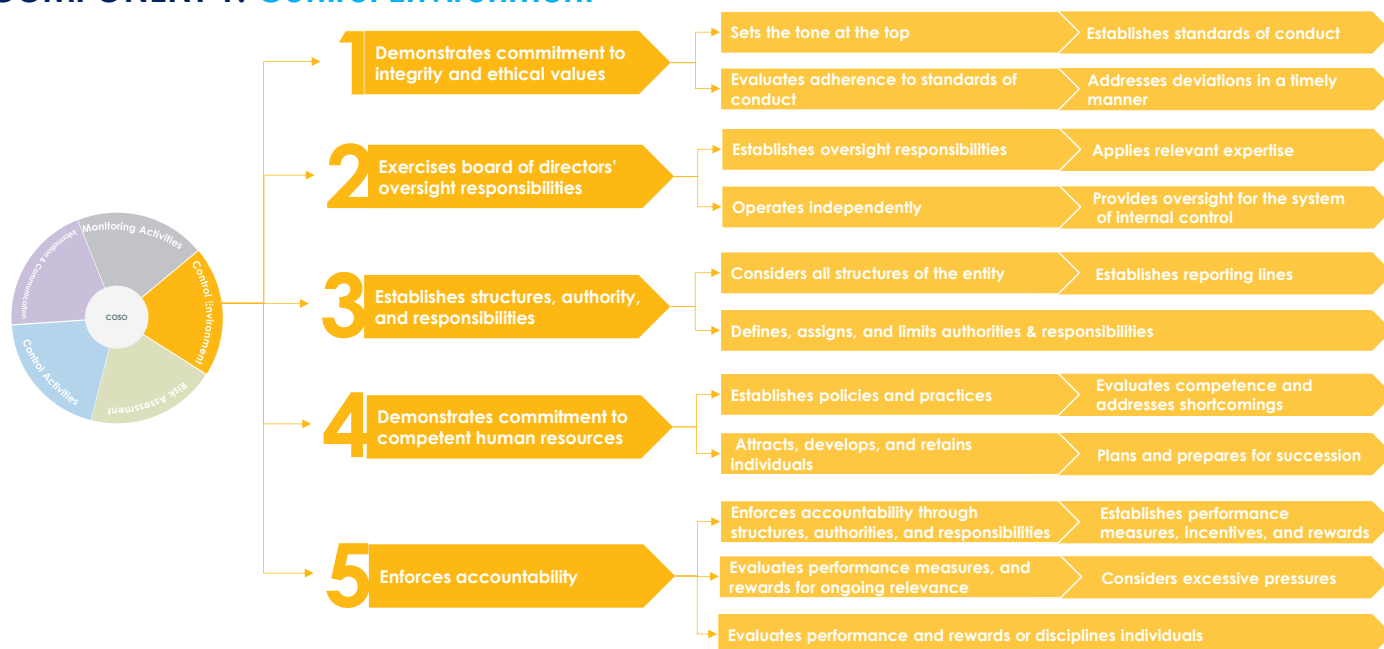 COMPONENT 1: Control Environment
1
Demonstrates commitment to
integrity and ethical values
Sets the tone at the top
Establishes standards of conduct
Evaluates adherence to standards of
conduct
Addresses deviations in a timely
manner
2
Exercises board of directors'
oversight responsibilities
Establishes oversight responsibilities
Applies relevant expertise
Operates independently
Provides oversight for the system
of internal control
3
Establishes structures, authority,
and responsibilities
Considers all structures of the entity
Establishes reporting lines
Defines, assigns, and limits authorities & responsibilities
4
Demonstrates commitment to
competent human resources
Establishes policies and practices
Evaluates competence and
addresses shortcomings
Attracts, develops, and retains
individuals
Plans and prepares for succession
5
Enforces accountability
Enforces accountability through
structures, authorities, and responsibilities
Establishes performance
measures, incentives, and rewards
Evaluates performance measures, and
rewards for ongoing relevance
Considers excessive pressures
Evaluates performance and rewards or disciplines individuals
Monitoring Activities
Control Environment
Risk Assessment
Control Activities
Information & Communication
COSO